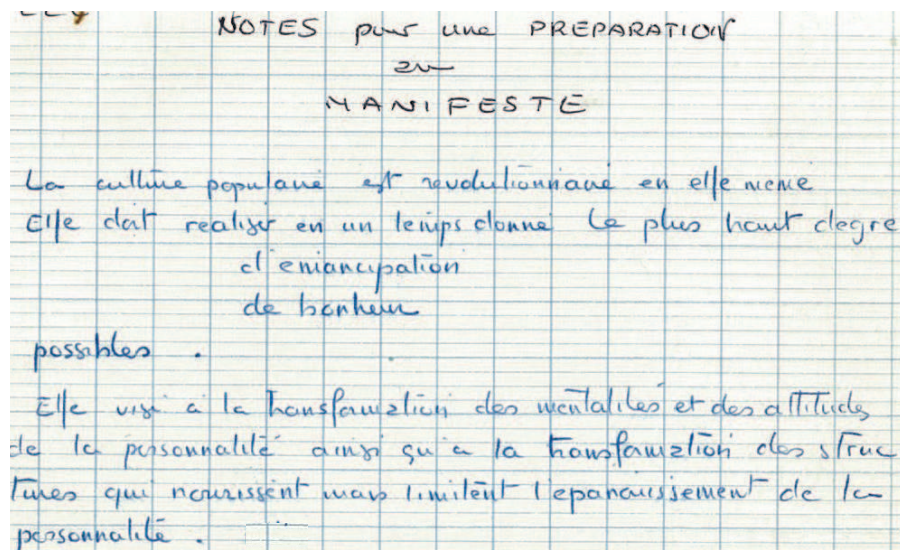 NOTES pour une PREPARATION
au
MANIFESTE
La culture populaire est revolutionnaire en elle meme
Elle doit realiser en un temps donné le plus haut degre
d'emancipation
de bonheur
possibles.
Elle vise a la transformation des mentalités et des attitudes
de la personnalité ainsi qu'a la transformation des struc
tures qui nourrissent mais limitent l'epanouissement de la
personnalité.